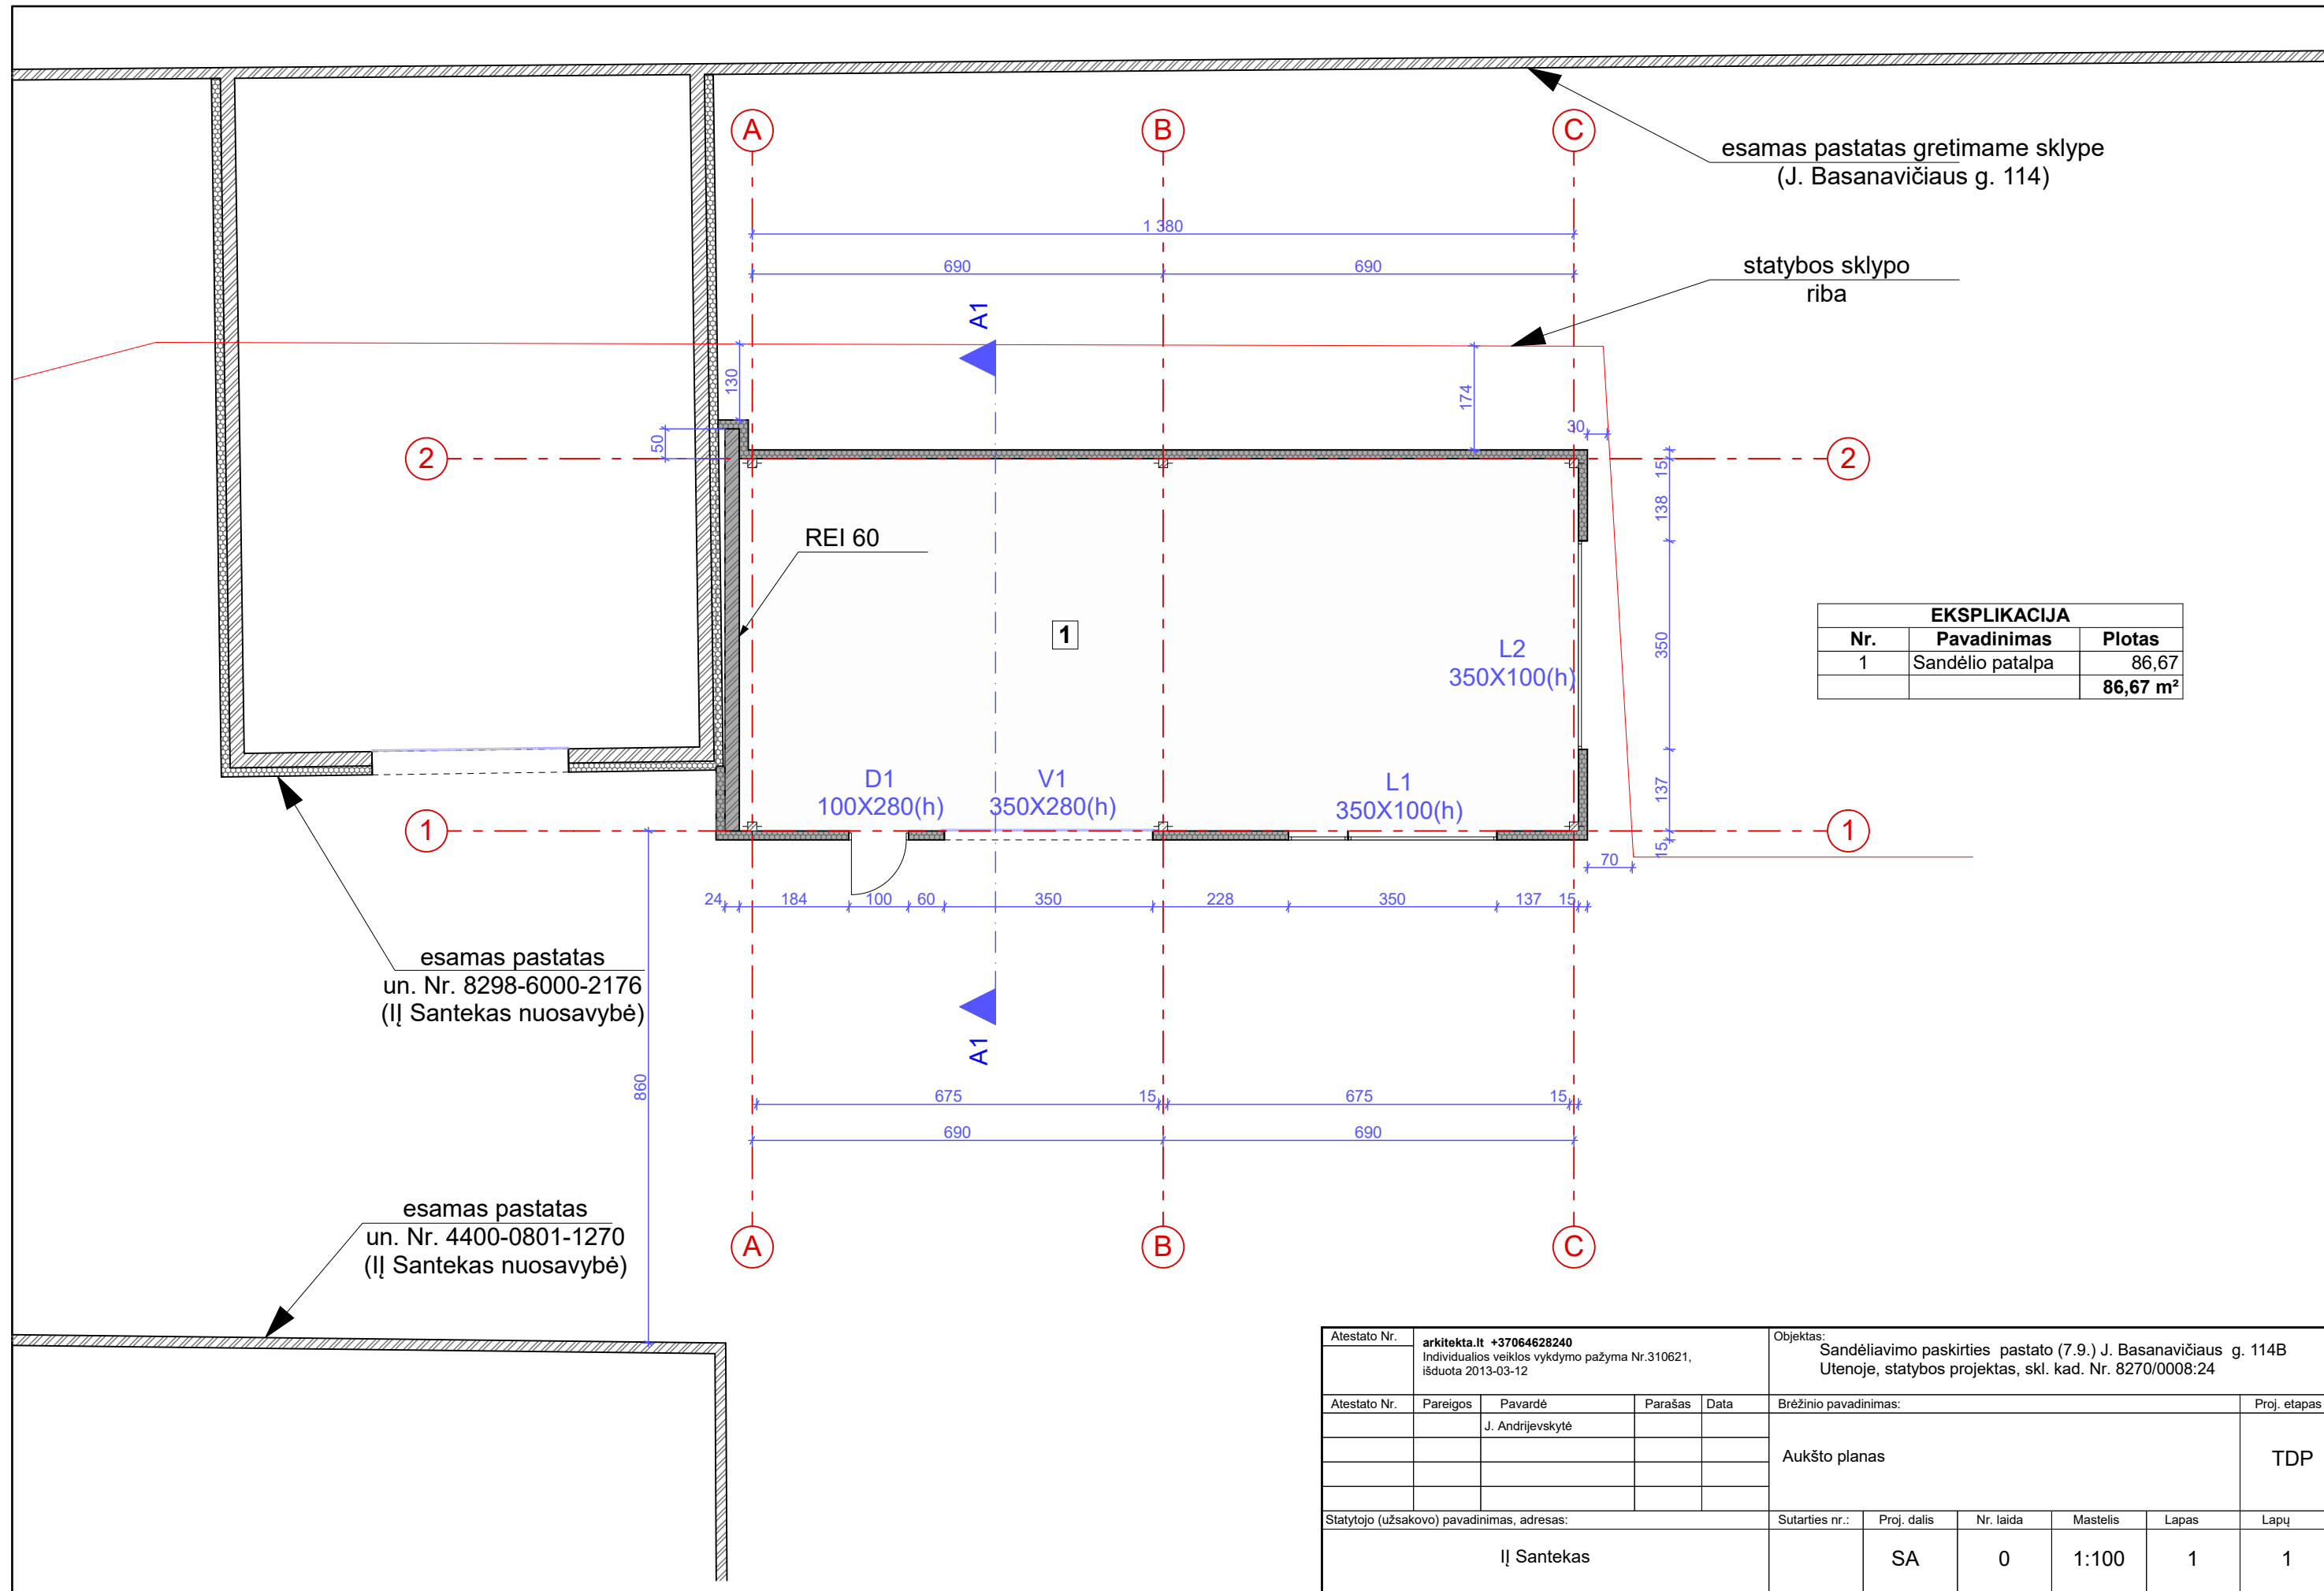 A
B
C
esamas pastatas gretimame sklype
(J. Basanavičiaus g. 114)
1 380
690
690
statybos sklypo
riba
A1
130
174
50
30
2
2
15
138
REI 60
1
350
L2
350X100(h)
EKSPLIKACIJA
Nr. Pavadinimas Plotas
1 Sandėlio patalpa 86,67
86,67 m²
D1
100X280(h)
V1
350X280(h)
L1
350X100(h)
137
1
1
15
70
24 184 100 60 350 228 350 137 15
esamas pastatas
un. Nr. 8298-6000-2176
(IĮ Santekas nuosavybė)
A1
860
675 15 675 15
690 690
esamas pastatas
un. Nr. 4400-0801-1270
(IĮ Santekas nuosavybė)
A
B
C
Atestato Nr.
arkitekta.lt +37064628240
Individualios veiklos vykdymo pažyma Nr.310621,
išduota 2013-03-12
Objektas:
Sandėliavimo paskirties pastato (7.9.) J. Basanavičiaus g. 114B
Utenoje, statybos projektas, skl. kad. Nr. 8270/0008:24
Atestato Nr. Pareigos Pavardė Parašas Data
Brėžinio pavadinimas:
Proj. etapas
J. Andrijevskytė
Aukšto planas
TDP
Statytojo (užsakovo) pavadinimas, adresas:
Sutarties nr.: Proj. dalis Nr. laida Mastelis Lapas Lapų
IĮ Santekas
SA 0 1:100 1 1